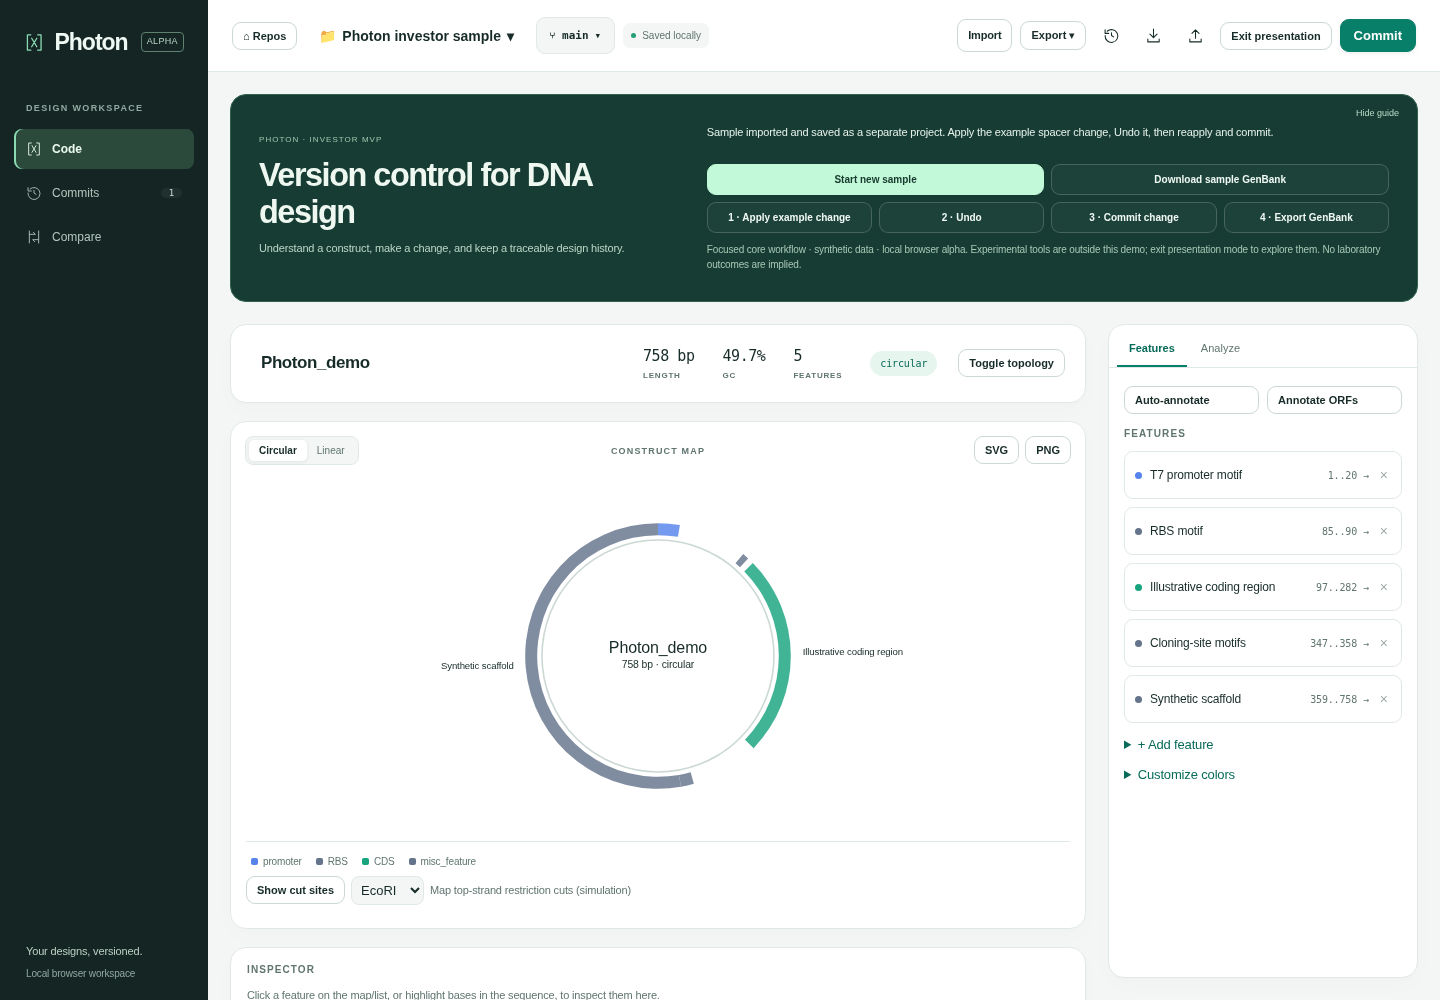 Photon ALPHA
DESIGN WORKSPACE
Code
Commits 1
Compare
Your designs, versioned.
Local browser workspace
⌂ Repos
📁 Photon investor sample ▾
⑂ main ▾
Saved locally
Import
Export ▾
Exit presentation
Commit
Hide guide
PHOTON · INVESTOR MVP
Version control for DNA
design
Understand a construct, make a change, and keep a traceable design history.
Sample imported and saved as a separate project. Apply the example spacer change, Undo it, then reapply and commit.
Start new sample
Download sample GenBank
1 · Apply example change
2 · Undo
3 · Commit change
4 · Export GenBank
Focused core workflow · synthetic data · local browser alpha. Experimental tools are outside this demo; exit presentation mode to explore them. No laboratory
outcomes are implied.
Photon_demo
758 bp
LENGTH
49.7%
GC
5
FEATURES
circular
Toggle topology
Circular Linear
CONSTRUCT MAP
SVG
PNG
Photon_demo
758 bp · circular
Synthetic scaffold
Illustrative coding region
promoter RBS CDS misc_feature
Show cut sites
EcoRI
Map top-strand restriction cuts (simulation)
INSPECTOR
Click a feature on the map/list, or highlight bases in the sequence, to inspect them here.
Features Analyze
Auto-annotate
Annotate ORFs
FEATURES
T7 promoter motif 1..20 → ×
RBS motif 85..90 → ×
Illustrative coding region 97..282 → ×
Cloning-site motifs 347..358 → ×
Synthetic scaffold 359..758 → ×
▶ + Add feature
▶ Customize colors